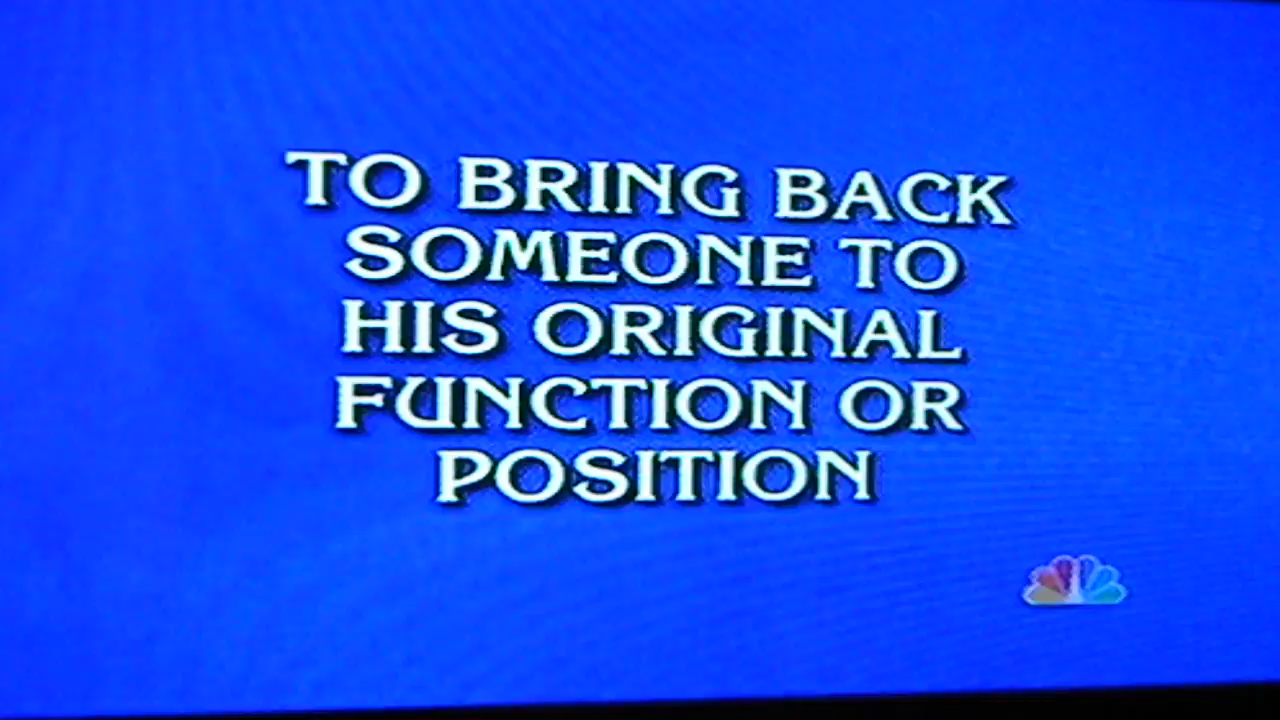 TO BRING BACK
SOMEONE TO
HIS ORIGINAL
FUNCTION OR
POSITION